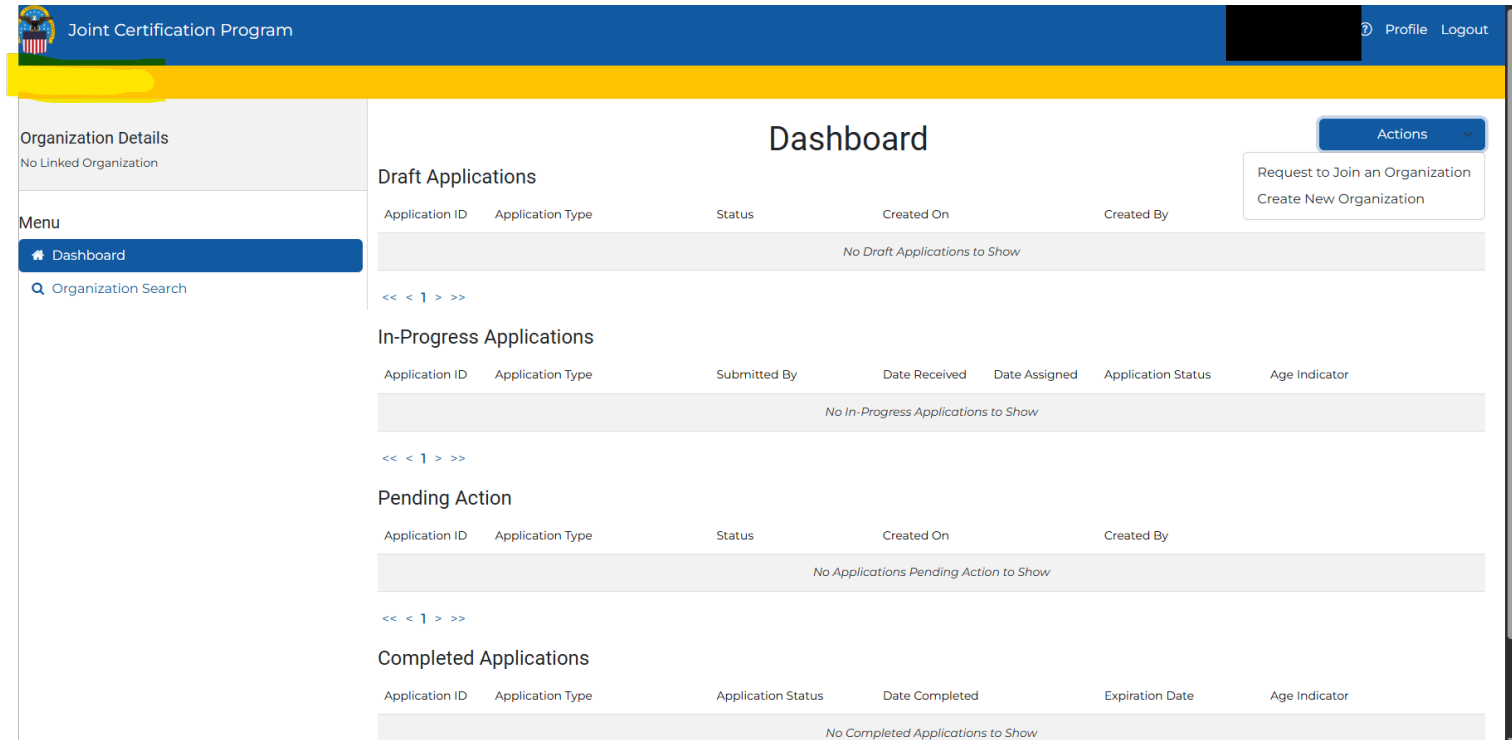 Joint Certification Program
Profile Logout
Organization Details
No Linked Organization
Menu
Dashboard
Organization Search
Dashboard
Actions
Request to Join an Organization
Create New Organization
Draft Applications
Application ID Application Type Status Created On Created By
No Draft Applications to Show
<< < 1 > >>
In-Progress Applications
Application ID Application Type Submitted By Date Received Date Assigned Application Status Age Indicator
No In-Progress Applications to Show
<< < 1 > >>
Pending Action
Application ID Application Type Status Created On Created By
No Applications Pending Action to Show
<< < 1 > >>
Completed Applications
Application ID Application Type Application Status Date Completed Expiration Date Age Indicator
No Completed Applications to Show